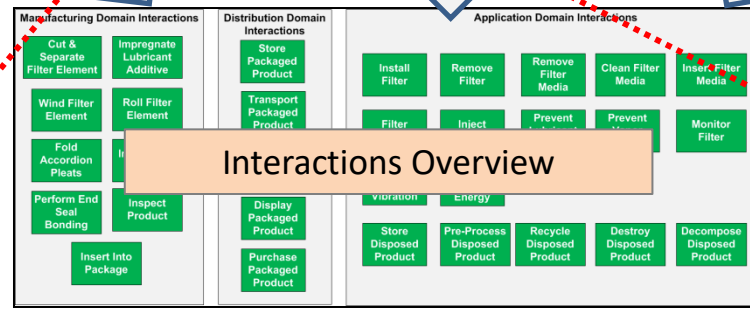 Manufacturing Domain Interactions
Cut &
Separate
Filter Element
Impregnate
Lubricant
Additive
Wind Filter
Element
Roll Filter
Element
Fold
Accordion
Pleats
Perform End
Seal
Bonding
Inspect
Product
Insert Into
Package
Distribution Domain
Interactions
Store
Packaged
Product
Transport
Packaged
Product
Display
Packaged
Product
Purchase
Packaged
Product
Application Domain Interactions
Install
Filter
Remove
Filter
Remove
Filter
Media
Clean Filter
Media
Insert Filter
Media
Filter
Inject
Prevent
Prevent
Monitor
Filter
Vibration
Energy
Store
Disposed
Product
Pre-Process
Disposed
Product
Recycle
Disposed
Product
Destroy
Disposed
Product
Decompose
Disposed
Product
Interactions Overview